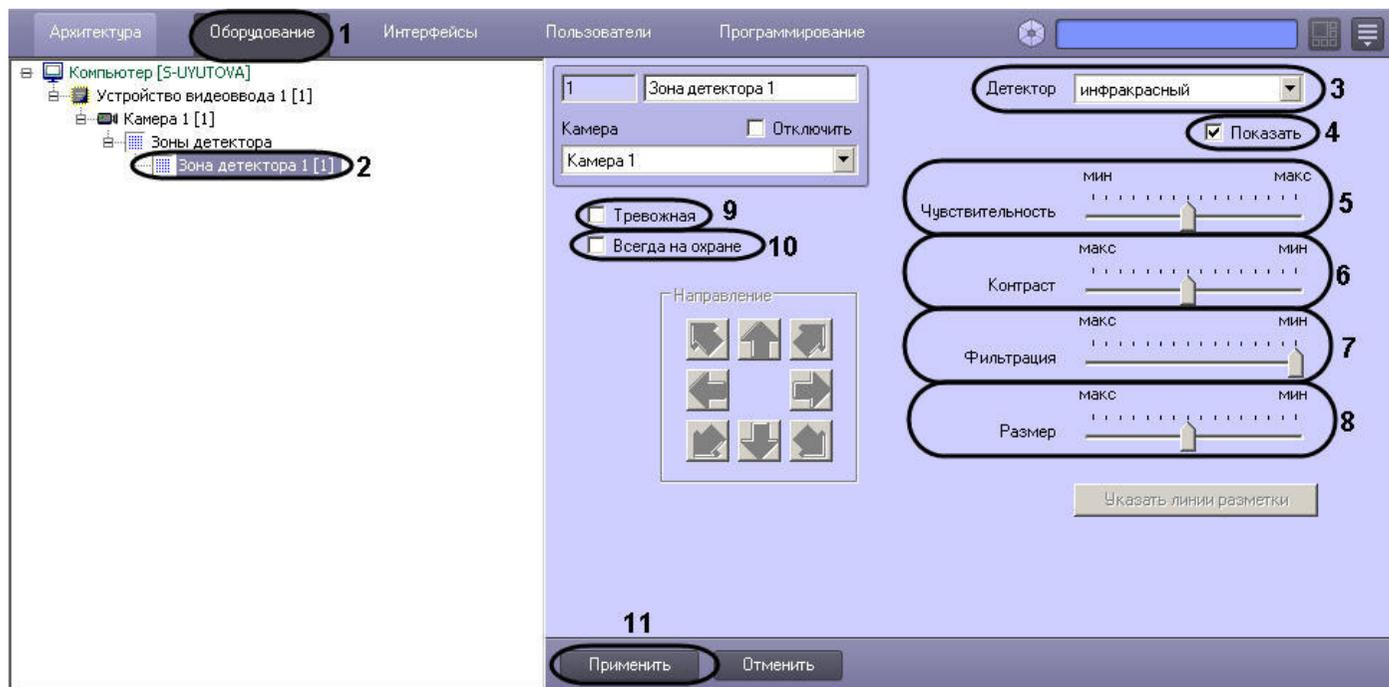 Архитектура Оборудование 1 Интерфейсы Пользователи Программирование
Компьютер [S-UYUTOVA]
Устройство видеоввода 1 [1]
Камера 1 [1]
Зоны детектора
Зона детектора 1 [1] 2
1 Зона детектора 1
Камера Отключить
Камера 1
Тревожная 9
Всегда на охране 10
Направление
Детектор инфракрасный 3
Показать 4
мин макс
Чувствительность 5
макс мин
Контраст 6
макс мин
Фильтрация 7
макс мин
Размер 8
Указать линии разметки
11
Применить Отменить